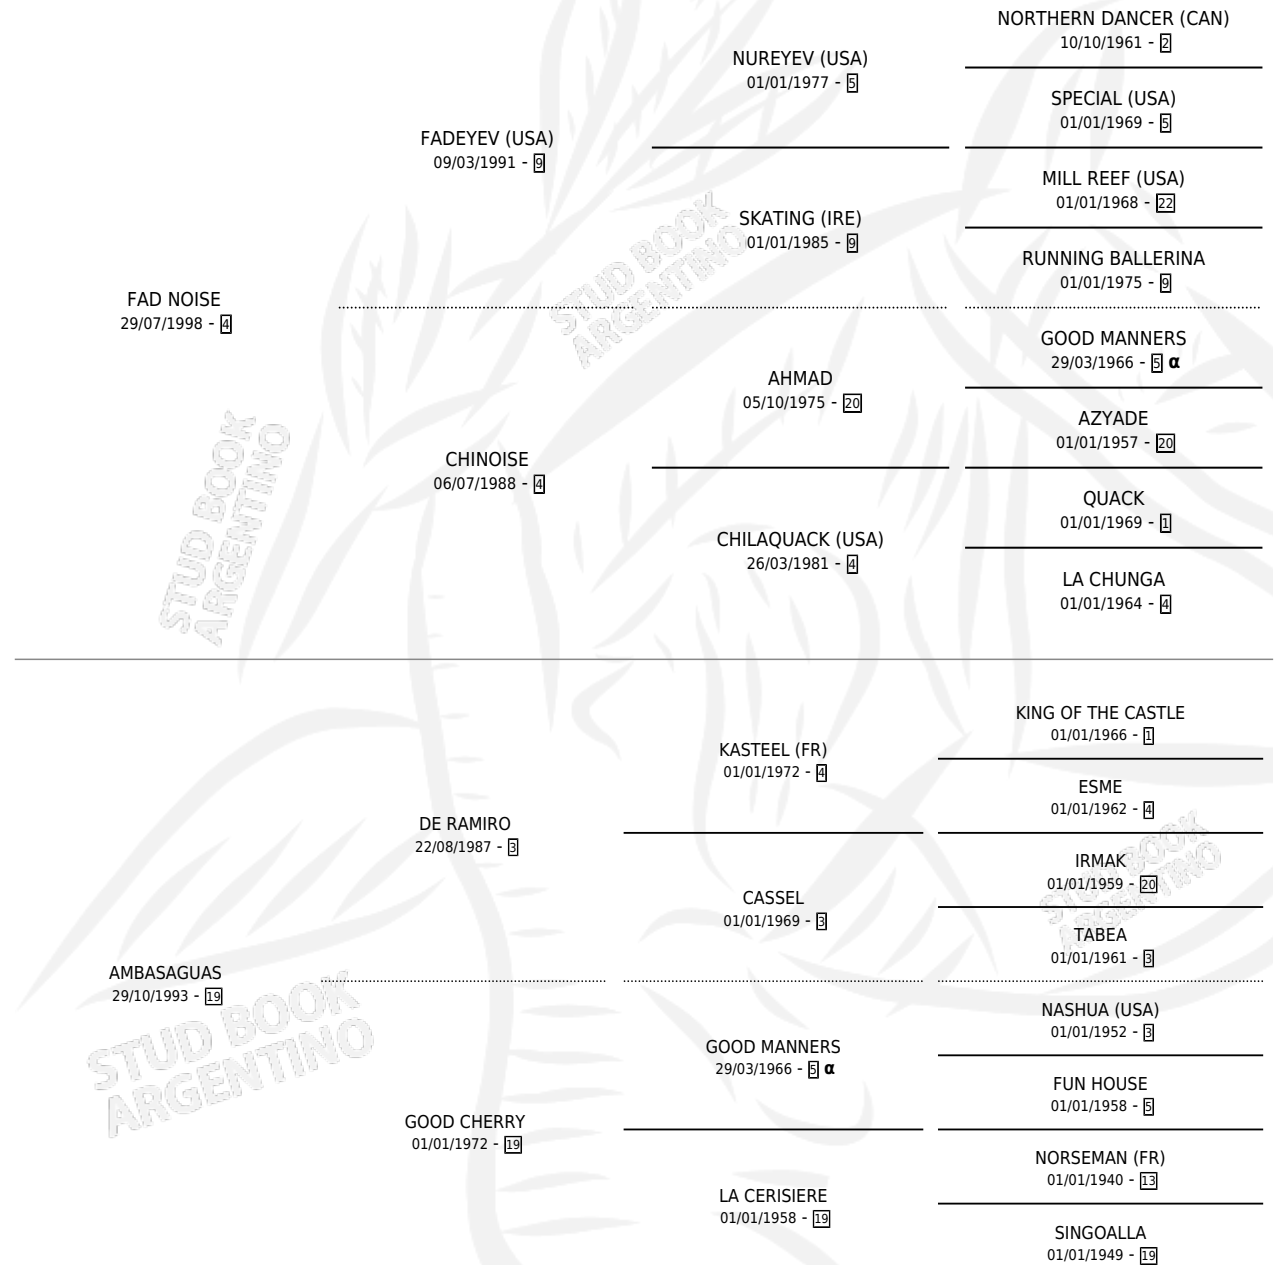 NORTHERN DANCER (CAN)
10/10/1961 - 2
NUREYEV (USA)
01/01/1977 - 5
SPECIAL (USA)
01/01/1969 - 5
FADEYEV (USA)
09/03/1991 - 9
MILL REEF (USA)
01/01/1968 - 22
SKATING (IRE)
01/01/1985 - 9
RUNNING BALLERINA
01/01/1975 - 9
FAD NOISE
29/07/1998 - 4
STUD BOOK
ARGENTINO
GOOD MANNERS
29/03/1966 - 5 α
AHMAD
05/10/1975 - 20
AZYADE
01/01/1957 - 20
CHINOISE
06/07/1988 - 4
QUACK
01/01/1969 - 1
CHILAQUACK (USA)
26/03/1981 - 4
LA CHUNGA
01/01/1964 - 4
STUD BOOK
ARGENTINO
KING OF THE CASTLE
01/01/1966 - 1
KASTEEL (FR)
01/01/1972 - 4
ESME
01/01/1962 - 4
DE RAMIRO
22/08/1987 - 3
IRMAK
01/01/1959 - 20
CASSEL
01/01/1969 - 3
TABEA
01/01/1961 - 3
STUD BOOK
ARGENTINO
AMBASAGUAS
29/10/1993 - 19
STUD BOOK
ARGENTINO
NASHUA (USA)
01/01/1952 - 3
GOOD MANNERS
29/03/1966 - 5 α
FUN HOUSE
01/01/1958 - 5
GOOD CHERRY
01/01/1972 - 19
NORSEMAN (FR)
01/01/1940 - 13
LA CERISIERE
01/01/1958 - 19
SINGOALLA
01/01/1949 - 19